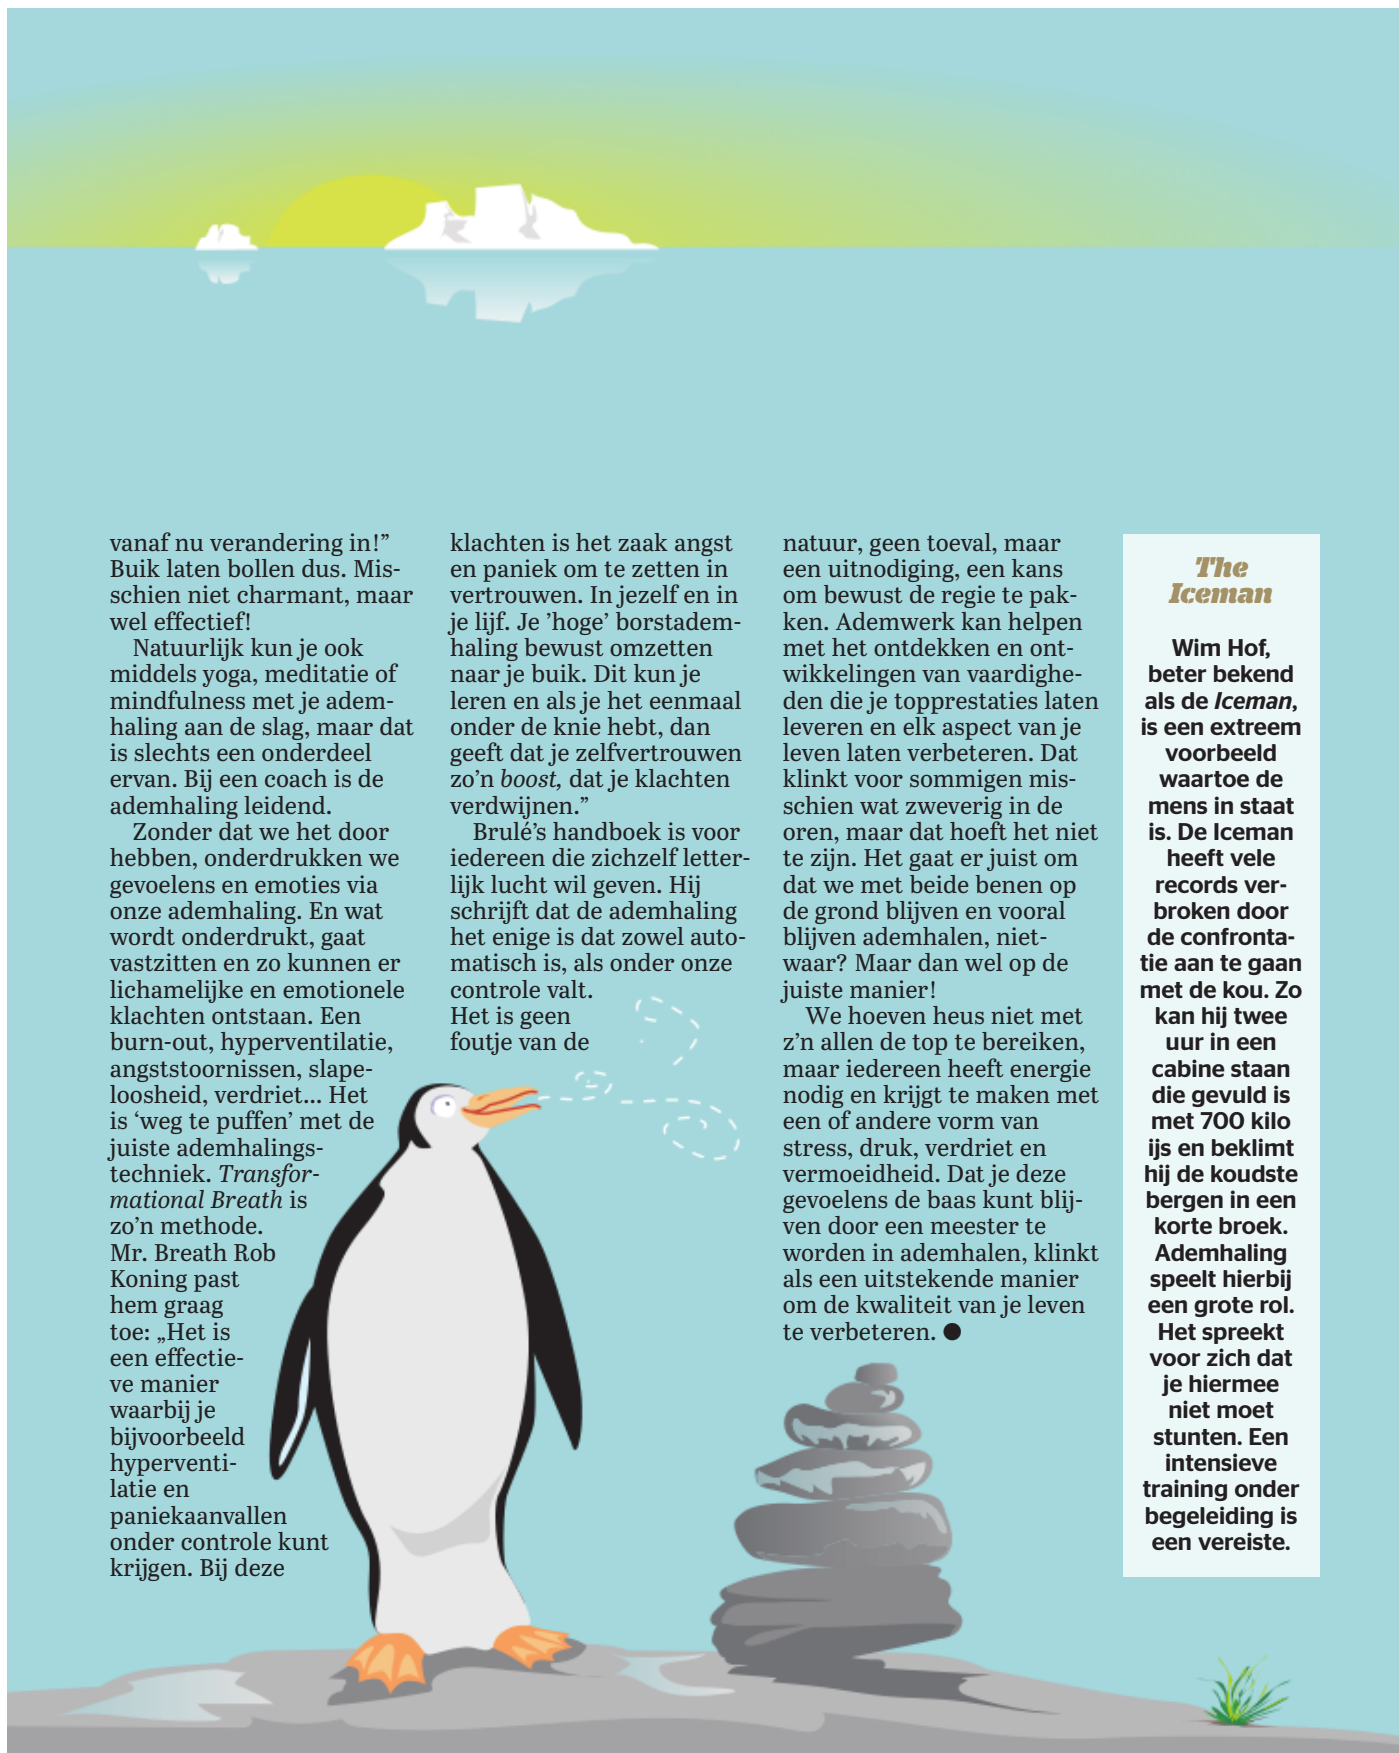 vanaf nu verandering in!”
Buik laten bollen dus. Mis-
schien niet charmant, maar
wel effectief!
Natuurlijk kun je ook
middels yoga, meditatie of
mindfulness met je adem-
haling aan de slag, maar dat
is slechts een onderdeel
ervan. Bij een coach is de
ademhaling leidend.
Zonder dat we het door
hebben, onderdrukken we
gevoelens en emoties via
onze ademhaling. En wat
wordt onderdrukt, gaat
vastzitten en zo kunnen er
lichamelijke en emotionele
klachten ontstaan. Een
burn-out, hyperventilatie,
angststoornissen, slape-
loosheid, verdriet... Het
is ‘weg te puffen’ met de
juiste ademhalings-
techniek. Transfor-
mational Breath is
zo’n methode.
Mr. Breath Rob
Koning past
hem graag
toe: „Het is
een effectie-
ve manier
waarbij je
bijvoorbeeld
hyperventi-
latie en
paniekaanvallen
onder controle kunt
krijgen. Bij deze
klachten is het zaak angst
en paniek om te zetten in
vertrouwen. In jezelf en in
je lijf. Je ’hoge’ borstadem-
haling bewust omzetten
naar je buik. Dit kun je
leren en als je het eenmaal
onder de knie hebt, dan
geeft dat je zelfvertrouwen
zo’n boost, dat je klachten
verdwijnen.”
Brulé’s handboek is voor
iedereen die zichzelf letter-
lijk lucht wil geven. Hij
schrijft dat de ademhaling
het enige is dat zowel auto-
matisch is, als onder onze
controle valt.
Het is geen
foutje van de
natuur, geen toeval, maar
een uitnodiging, een kans
om bewust de regie te pak-
ken. Ademwerk kan helpen
met het ontdekken en ont-
wikkelingen van vaardighe-
den die je topprestaties laten
leveren en elk aspect van je
leven laten verbeteren. Dat
klinkt voor sommigen mis-
schien wat zweverig in de
oren, maar dat hoeft het niet
te zijn. Het gaat er juist om
dat we met beide benen op
de grond blijven en vooral
blijven ademhalen, niet-
waar? Maar dan wel op de
juiste manier!
We hoeven heus niet met
z’n allen de top te bereiken,
maar iedereen heeft energie
nodig en krijgt te maken met
een of andere vorm van
stress, druk, verdriet en
vermoeidheid. Dat je deze
gevoelens de baas kunt blij-
ven door een meester te
worden in ademhalen, klinkt
als een uitstekende manier
om de kwaliteit van je leven
te verbeteren. ●
The
Iceman
Wim Hof,
beter bekend
als de Iceman,
is een extreem
voorbeeld
waartoe de
mens in staat
is. De Iceman
heeft vele
records ver-
broken door
de confronta-
tie aan te gaan
met de kou. Zo
kan hij twee
uur in een
cabine staan
die gevuld is
met 700 kilo
ijs en beklimt
hij de koudste
bergen in een
korte broek.
Ademhaling
speelt hierbij
een grote rol.
Het spreekt
voor zich dat
je hiermee
niet moet
stunten. Een
intensieve
training onder
begeleiding is
een vereiste.